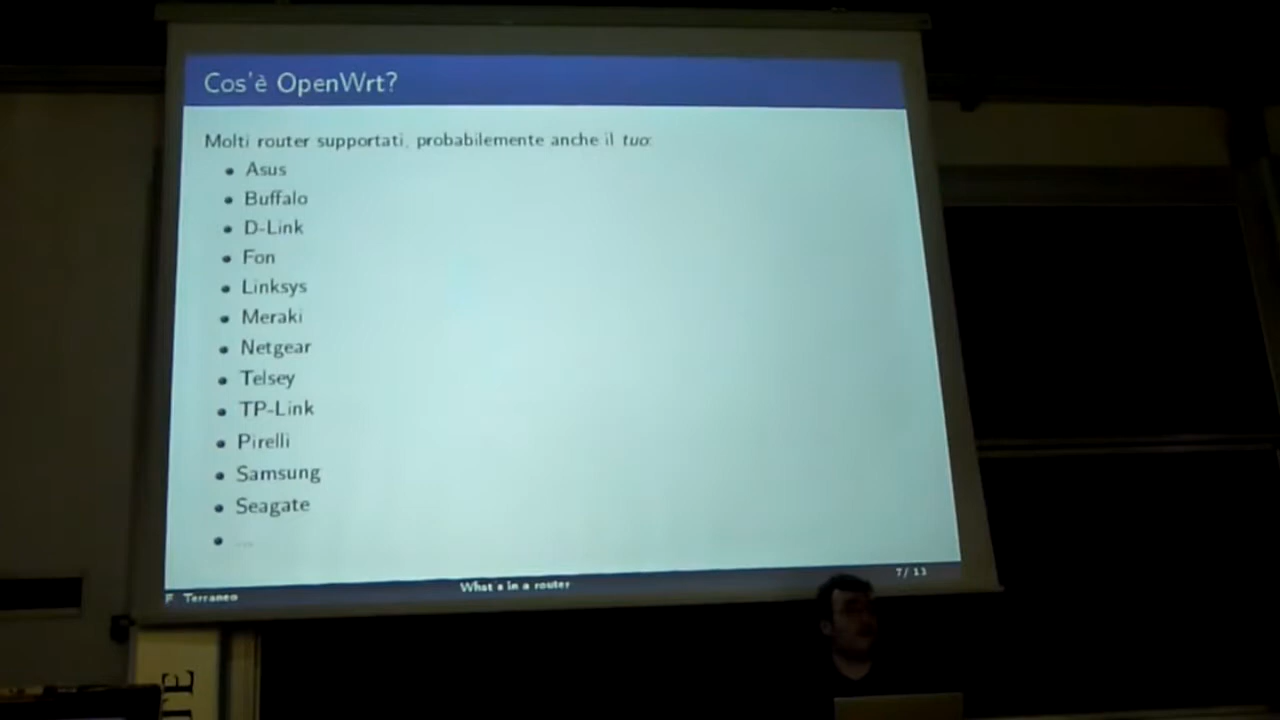 Cos'è OpenWrt?
Molti router supportati, probabilemente anche il tuo:
Asus
Buffalo
D-Link
Fon
Linksys
Meraki
Netgear
Telsey
TP-Link
Pirelli
Samsung
Seagate
...
F. Terraneo
What's in a router
7/13